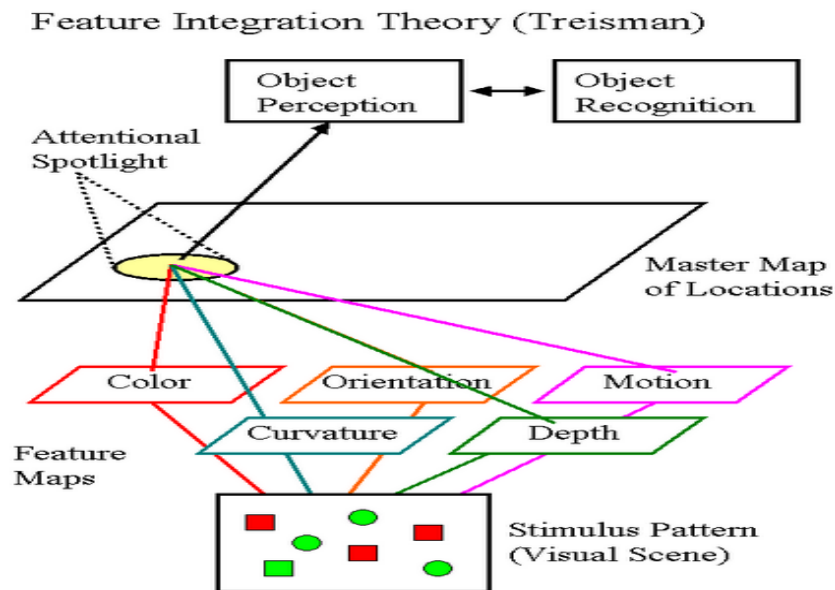 Feature Integration Theory (Treisman)
Object
Perception
Object
Recognition
Attentional
Spotlight
Master Map
of Locations
Color
Orientation
Motion
Curvature
Depth
Feature
Maps
Stimulus Pattern
(Visual Scene)